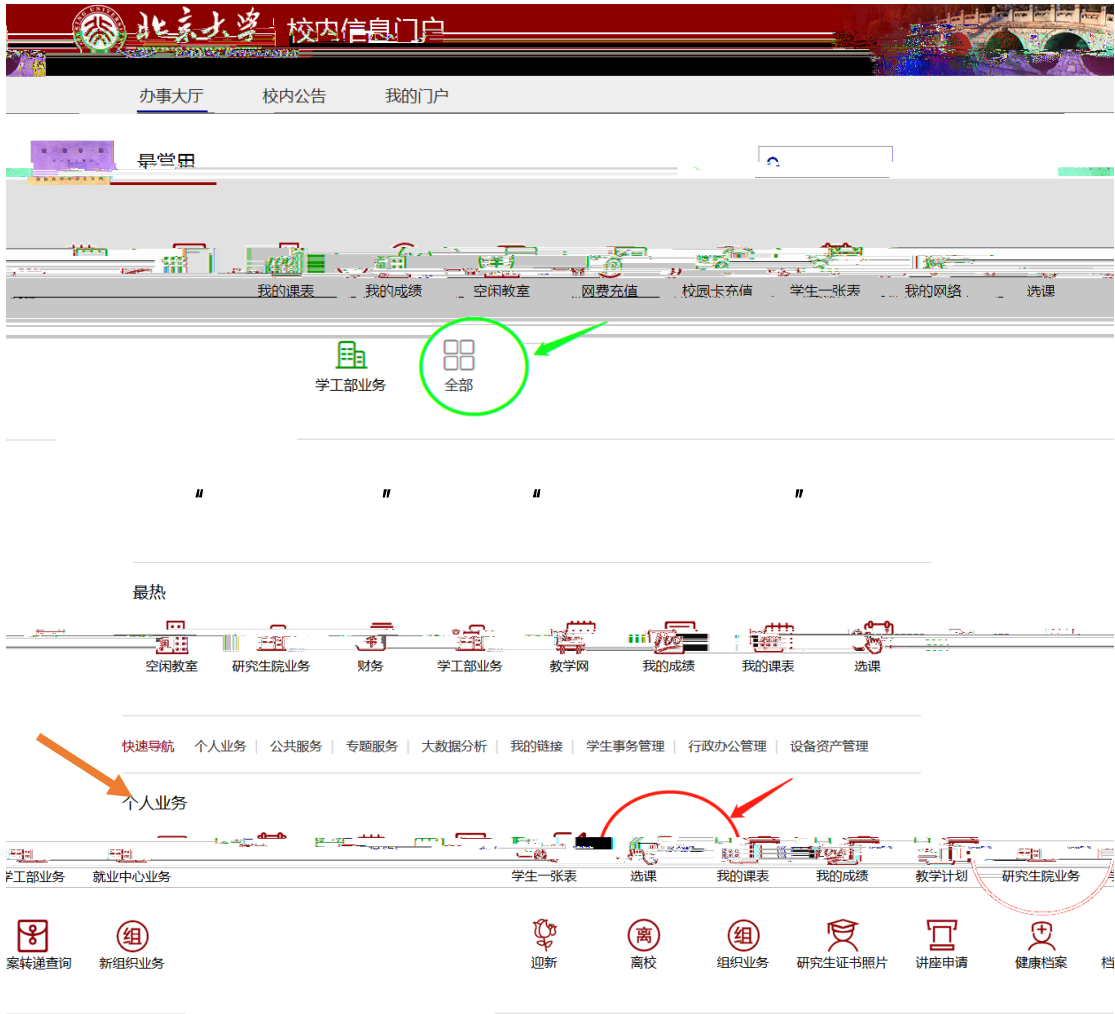 北京大学 校内信息门户
办事大厅 校内公告 我的门户
最常用
我的课表 我的成绩 空闲教室 网费充值 校园卡充值 学生一张表 我的网络 选课
学工部业务 全部
“ ” “ ”
最热
空闲教室 研究生院业务 财务 学工部业务 教学网 我的成绩 我的课表 选课
快速导航 个人业务 | 公共服务 | 专题服务 | 大数据分析 | 我的链接 | 学生事务管理 | 行政办公管理 | 设备资产管理
个人业务
学工部业务 就业中心业务 学生一张表 选课 我的课表 我的成绩 教学计划 研究生院业务
案转递查询 新组织业务 迎新 离校 组织业务 研究生证书照片 讲座申请 健康档案 档